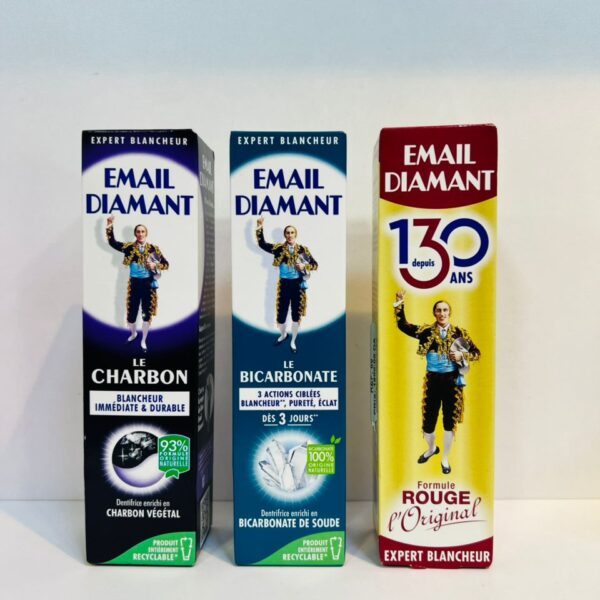 EXPERT BLANCHEUR
EMAIL
DIAMANT
LE
CHARBON
BLANCHEUR
IMMÉDIATE & DURABLE
93%
FORMULE
ORIGINE
NATURELLE
Dentifrice enrichi en
CHARBON VÉGÉTAL
PRODUIT
ENTIÈREMENT
RECYCLABLE*
EXPERT BLANCHEUR
EMAIL
DIAMANT
LE
BICARBONATE
3 ACTIONS CIBLÉES
BLANCHEUR**, PURETÉ, ÉCLAT
DÈS 3 JOURS**
BICARBONATE
100%
ORIGINE
NATURELLE
Dentifrice enrichi en
BICARBONATE DE SOUDE
PRODUIT
ENTIÈREMENT
RECYCLABLE*
EMAIL
DIAMANT
130
depuis
ANS
Formule
ROUGE
l'Original
EXPERT BLANCHEUR